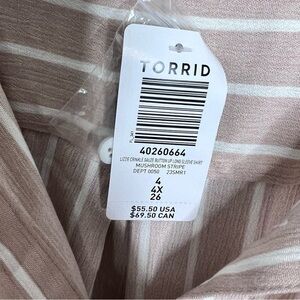 TORRID
40260664
LIZZIE CRINKLE GAUZE BUTTON UP LONG SLEEVE SHIRT
MUSHROOM STRIPE
DEPT 0050 23SMR1
4
4X
26
$55.50 USA
$69.50 CAN